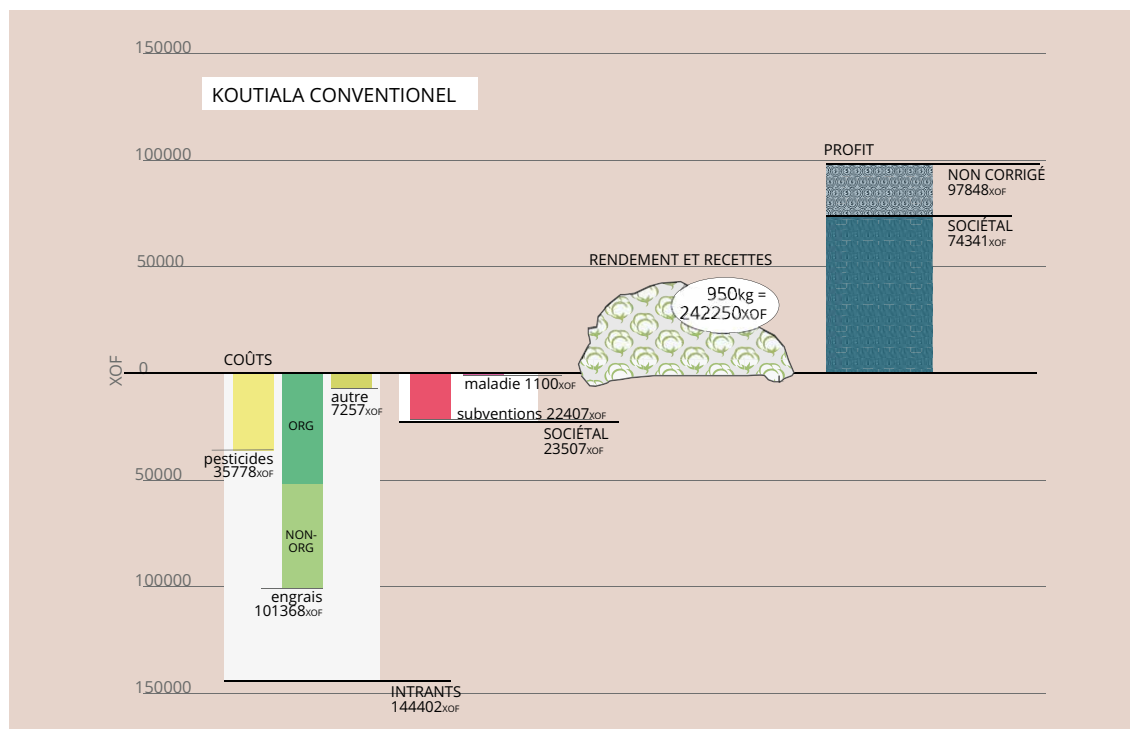 150000
KOUTIALA CONVENTIONEL
100000
PROFIT
NON CORRIGÉ
97848XOF
SOCIÉTAL
74341XOF
50000
RENDEMENT ET RECETTES
950kg =
242250XOF
XOF
0
COÛTS
pesticides
35778XOF
ORG
NON-
ORG
engrais
101368XOF
autre
7257XOF
maladie 1100XOF
subventions 22407XOF
SOCIÉTAL
23507XOF
50000
100000
150000
INTRANTS
144402XOF